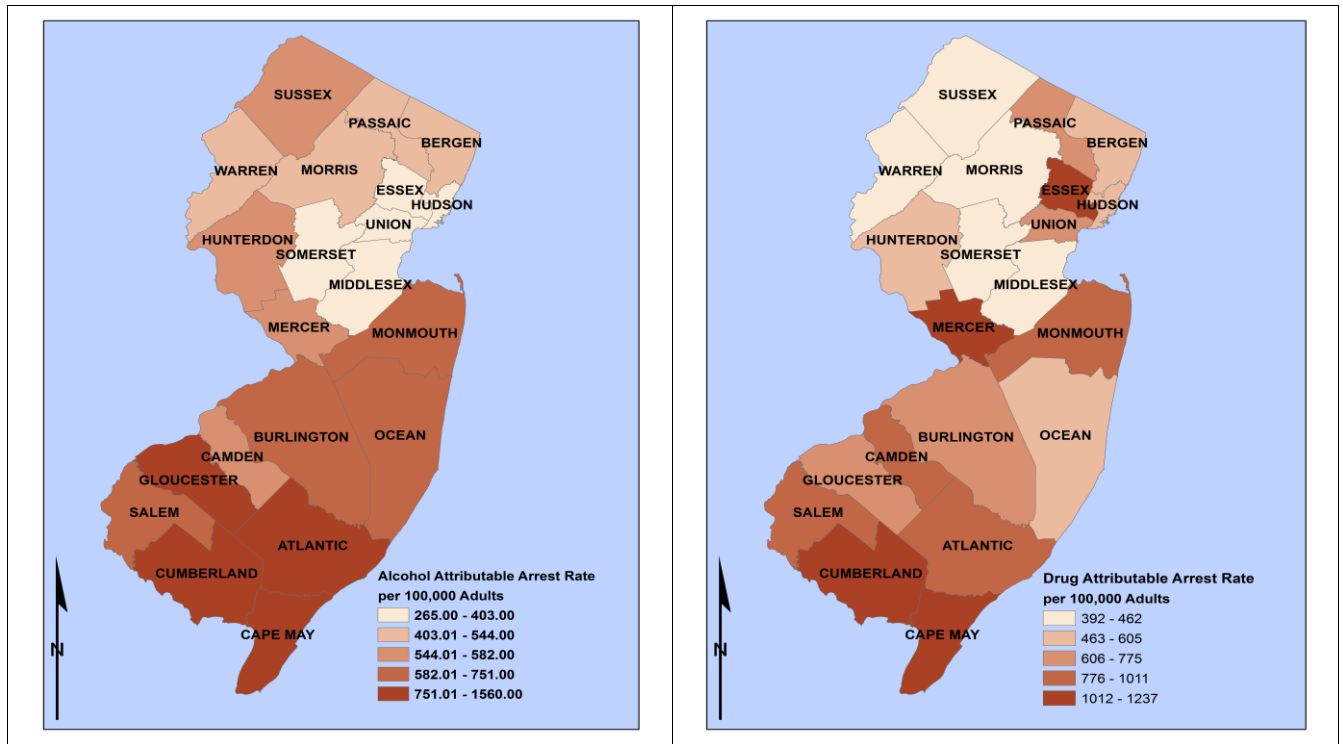 SUSSEX
PASSAIC
BERGEN
WARREN
MORRIS
ESSEX
HUDSON
UNION
HUNTERDON
SOMERSET
MIDDLESEX
MERCER
MONMOUTH
BURLINGTON
OCEAN
CAMDEN
GLOUCESTER
SALEM
ATLANTIC
CUMBERLAND
CAPE MAY
N
Alcohol Attributable Arrest Rate
per 100,000 Adults
265.00 - 403.00
403.01 - 544.00
544.01 - 582.00
582.01 - 751.00
751.01 - 1560.00
SUSSEX
PASSAIC
BERGEN
WARREN
MORRIS
ESSEX
HUDSON
UNION
HUNTERDON
SOMERSET
MIDDLESEX
MERCER
MONMOUTH
BURLINGTON
OCEAN
CAMDEN
GLOUCESTER
SALEM
ATLANTIC
CUMBERLAND
CAPE MAY
N
Drug Attributable Arrest Rate
per 100,000 Adults
392 - 462
463 - 605
606 - 775
776 - 1011
1012 - 1237